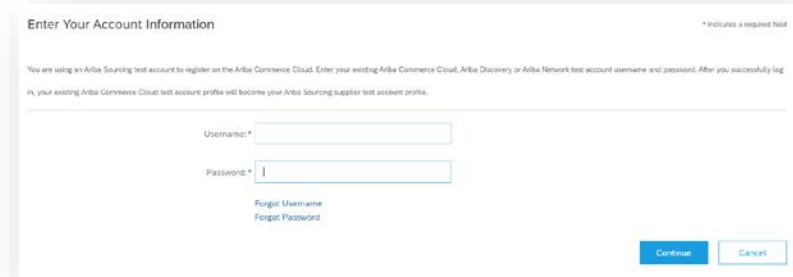 Enter Your Account Information
* Indicates a required field
You are using an Ariba Sourcing test account to register on the Ariba Commerce Cloud. Enter your existing Ariba Commerce Cloud, Ariba Discovery or Ariba Network test account username and password. After you successfully log
in, your existing Ariba Commerce Cloud test account profile will become your Ariba Sourcing supplier test account profile.
Username:*
Password:*
Forgot Username
Forgot Password
Continue Cancel